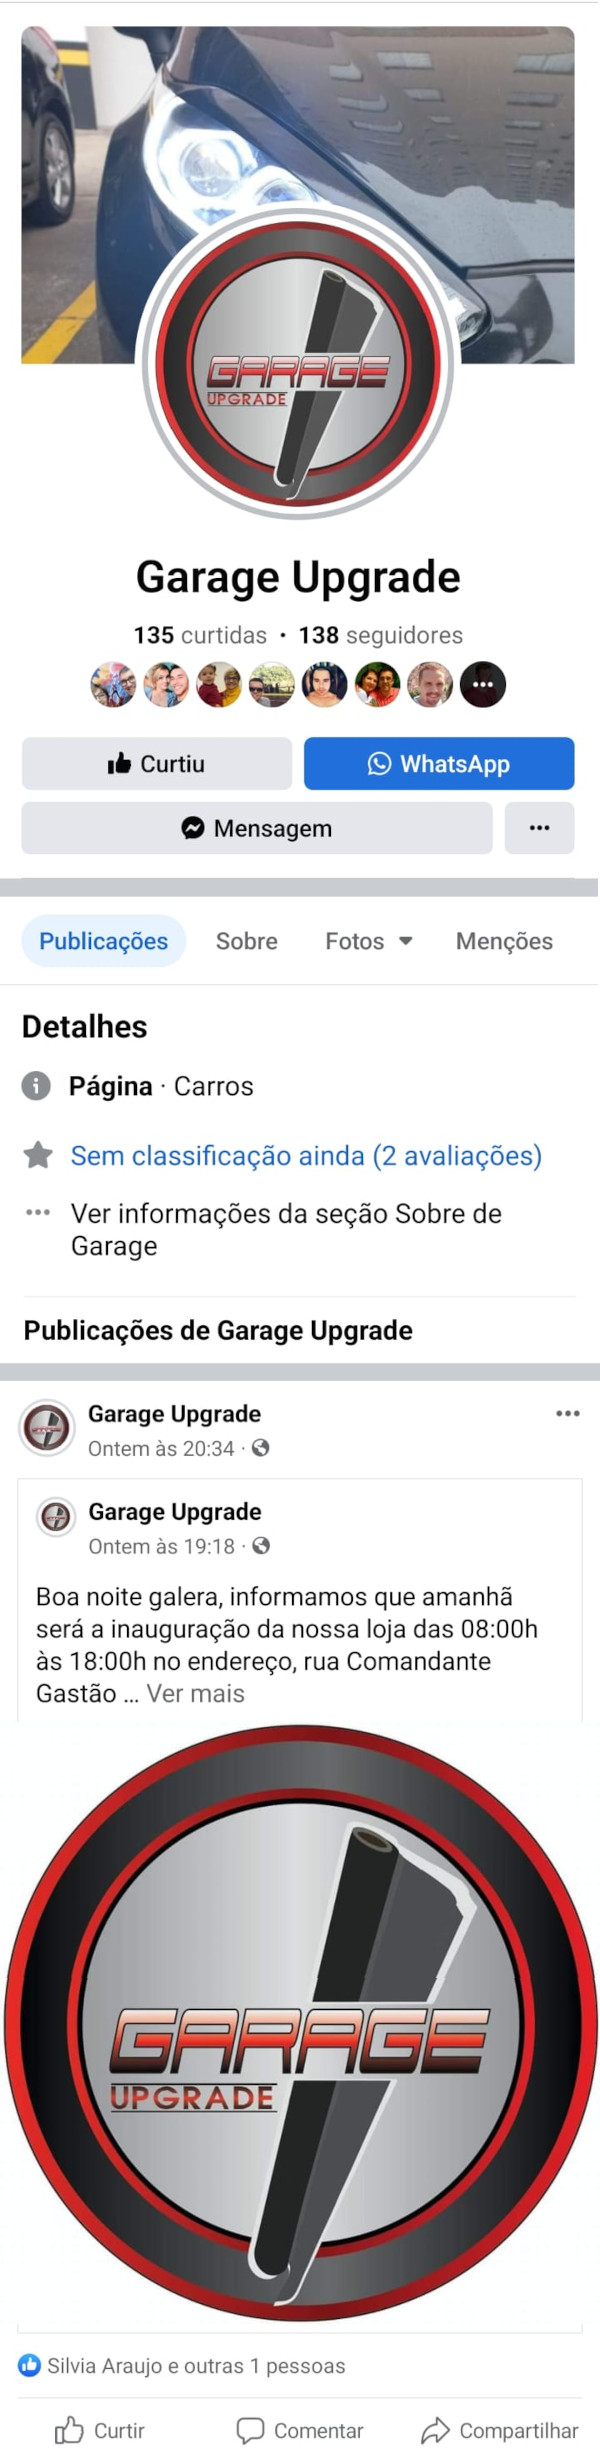 GARAGE
UPGRADE
Garage Upgrade
135 curtidas • 138 seguidores
Curtiu
WhatsApp
Mensagem
Publicações Sobre Fotos Menções
Detalhes
Página · Carros
Sem classificação ainda (2 avaliações)
Ver informações da seção Sobre de
Garage
Publicações de Garage Upgrade
Garage Upgrade
Ontem às 20:34 ·
Garage Upgrade
Ontem às 19:18 ·
Boa noite galera, informamos que amanhã
será a inauguração da nossa loja das 08:00h
às 18:00h no endereço, rua Comandante
Gastão ... Ver mais
GARAGE
UPGRADE
Silvia Araujo e outras 1 pessoas
Curtir Comentar Compartilhar